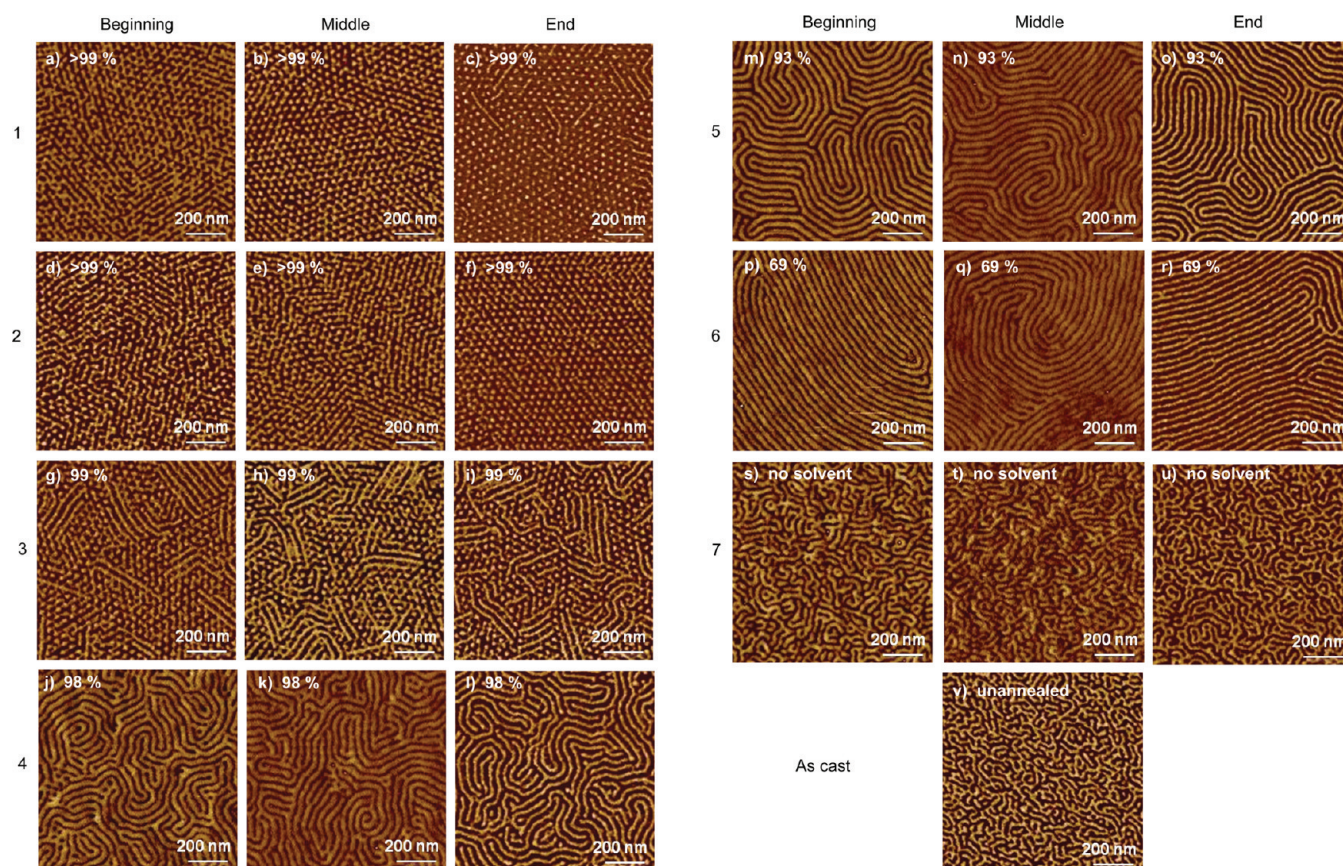 Beginning Middle End
1
a) >99 % b) >99 % c) >99 %
200 nm 200 nm 200 nm
2
d) >99 % e) >99 % f) >99 %
200 nm 200 nm 200 nm
3
g) 99 % h) 99 % i) 99 %
200 nm 200 nm 200 nm
4
j) 98 % k) 98 % l) 98 %
200 nm 200 nm 200 nm
Beginning Middle End
5
m) 93 % n) 93 % o) 93 %
200 nm 200 nm 200 nm
6
p) 69 % q) 69 % r) 69 %
200 nm 200 nm 200 nm
7
s) no solvent t) no solvent u) no solvent
200 nm 200 nm 200 nm
As cast
v) unannealed
200 nm